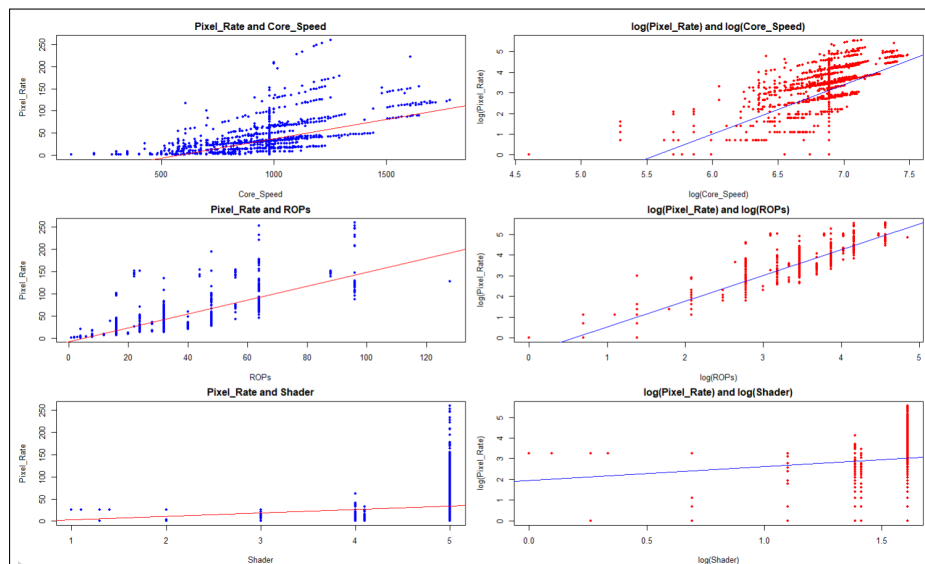 Pixel_Rate and Core_Speed
Pixel_Rate
0 50 100 150 200 250
500 1000 1500
Core_Speed
log(Pixel_Rate) and log(Core_Speed)
log(Pixel_Rate)
0 1 2 3 4 5
4.5 5.0 5.5 6.0 6.5 7.0 7.5
log(Core_Speed)
Pixel_Rate and ROPs
Pixel_Rate
0 50 100 150 200 250
0 20 40 60 80 100 120
ROPs
log(Pixel_Rate) and log(ROPs)
log(Pixel_Rate)
0 1 2 3 4 5
0 1 2 3 4 5
log(ROPs)
Pixel_Rate and Shader
Pixel_Rate
0 50 100 150 200 250
1 2 3 4 5
Shader
log(Pixel_Rate) and log(Shader)
log(Pixel_Rate)
0 1 2 3 4 5
0.0 0.5 1.0 1.5
log(Shader)